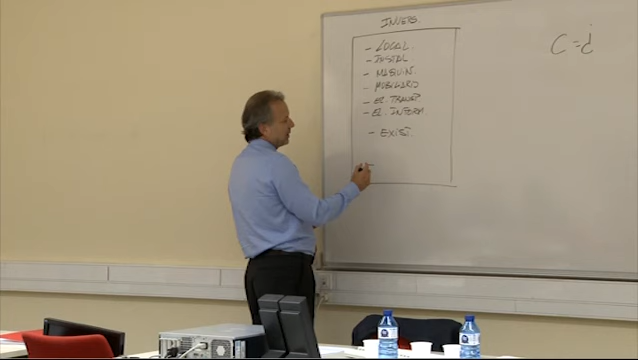 INVERS.
- LOCAL.
- INSTAL
- MAQUIN.
- MOBILIARIO
- EL. TRANSP.
- EL. INFORM.
- EXIST.
-
C = ¿